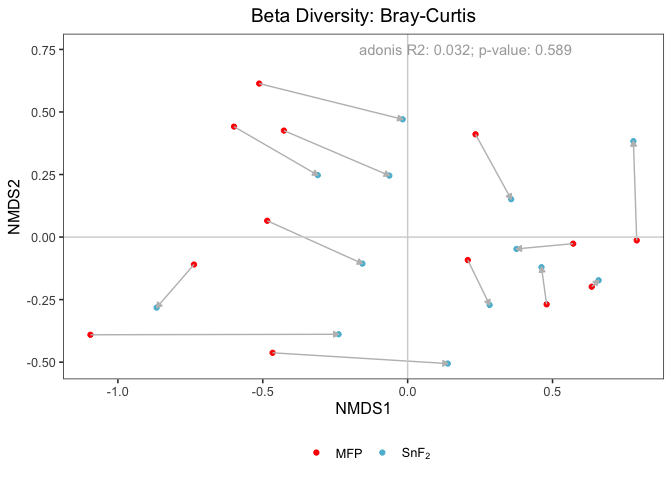 Beta Diversity: Bray-Curtis
adonis R2: 0.032; p-value: 0.589
0.75
0.50
0.25
0.00
-0.25
-0.50
NMDS2
-1.0 -0.5 0.0 0.5
NMDS1
MFP SnF₂